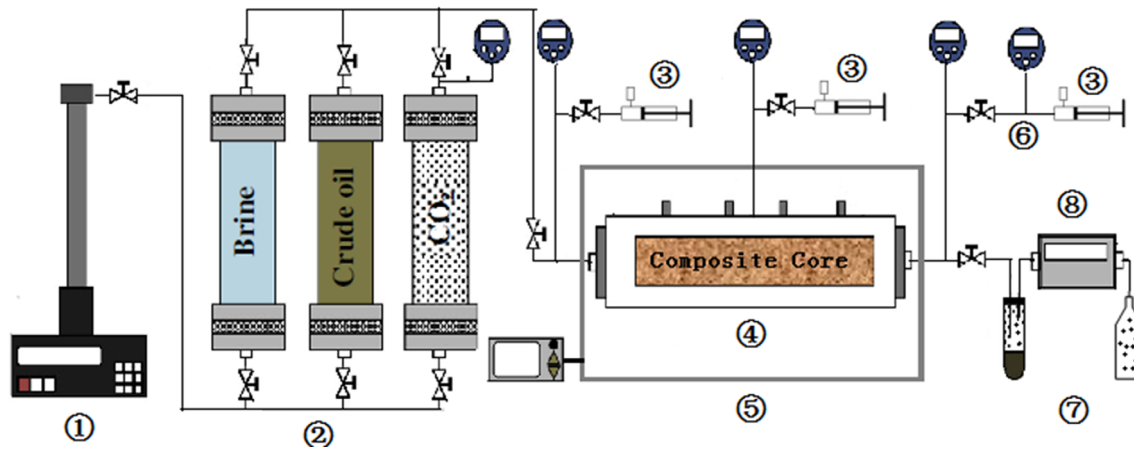 ③
③
③
⑥
Brine
Crude oil
CO₂
Composite Core
⑧
④
①
②
⑤
⑦